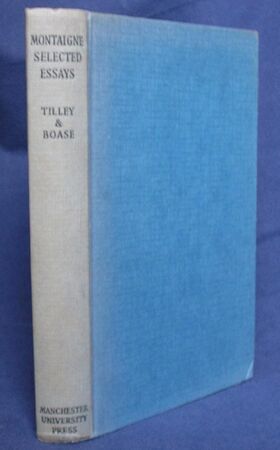 MONTAIGNE
SELECTED
ESSAYS
TILLEY
&
BOASE
MANCHESTER
UNIVERSITY
PRESS